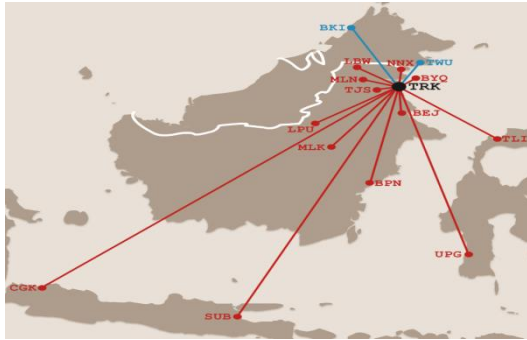 BKI
LBW
NNX
TWU
MLN
BYQ
TJS
TRK
BEJ
LPU
MLK
TLI
BPN
UPG
CGK
SUB